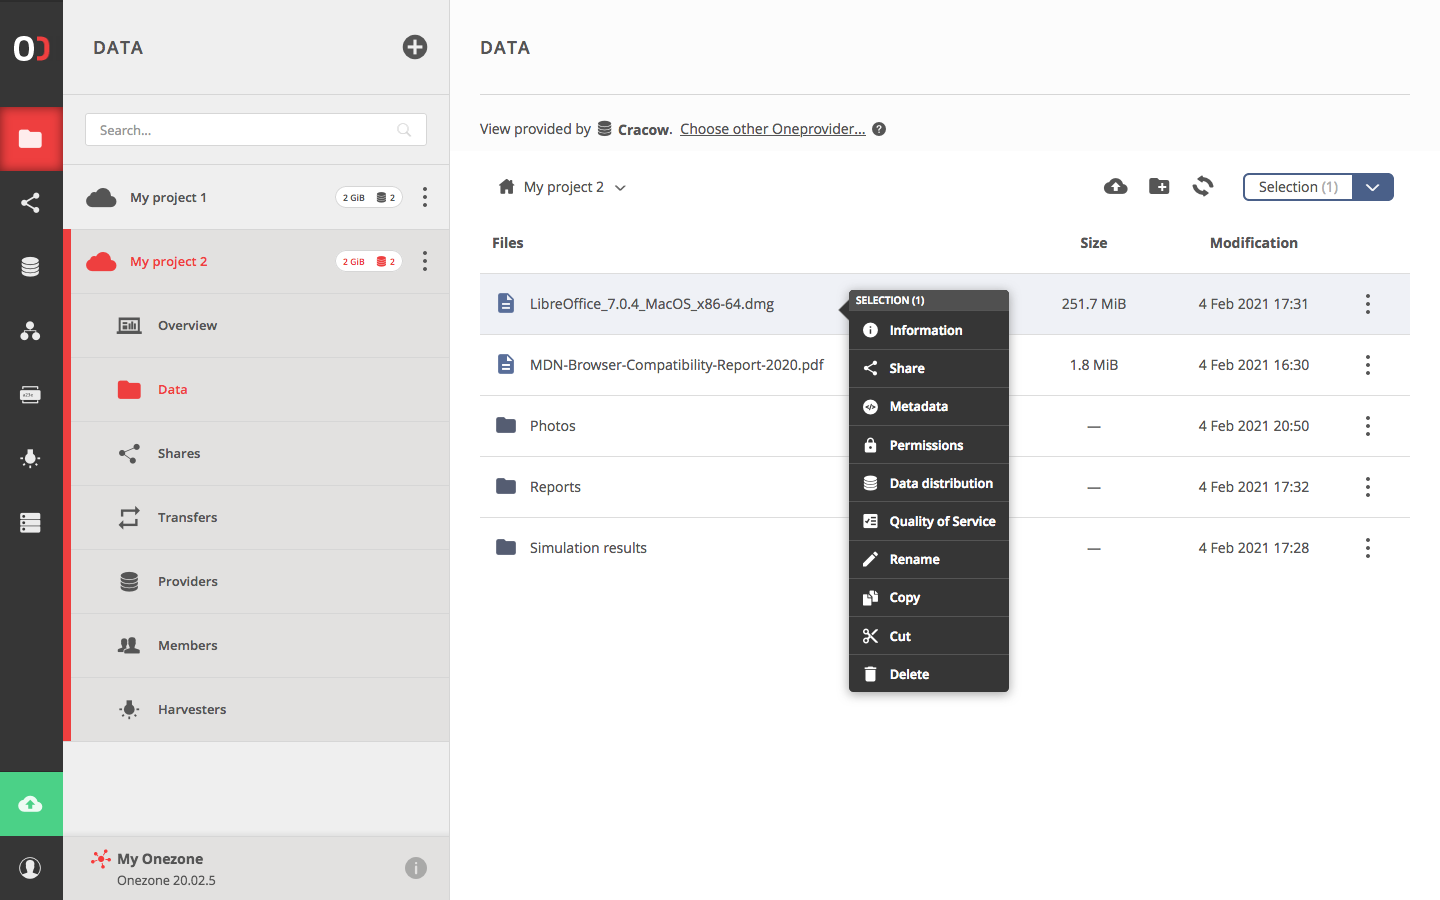 DATA
Search...
My project 1
2 GiB 2
My project 2
2 GiB 2
Overview
Data
Shares
Transfers
Providers
Members
Harvesters
My Onezone
Onezone 20.02.5
DATA
View provided by Cracow. Choose other Oneprovider... ?
My project 2
Selection (1)
Files Size Modification
LibreOffice_7.0.4_MacOS_x86-64.dmg 251.7 MiB 4 Feb 2021 17:31
MDN-Browser-Compatibility-Report-2020.pdf 1.8 MiB 4 Feb 2021 16:30
Photos — 4 Feb 2021 20:50
Reports — 4 Feb 2021 17:32
Simulation results — 4 Feb 2021 17:28
SELECTION (1)
Information
Share
Metadata
Permissions
Data distribution
Quality of Service
Rename
Copy
Cut
Delete